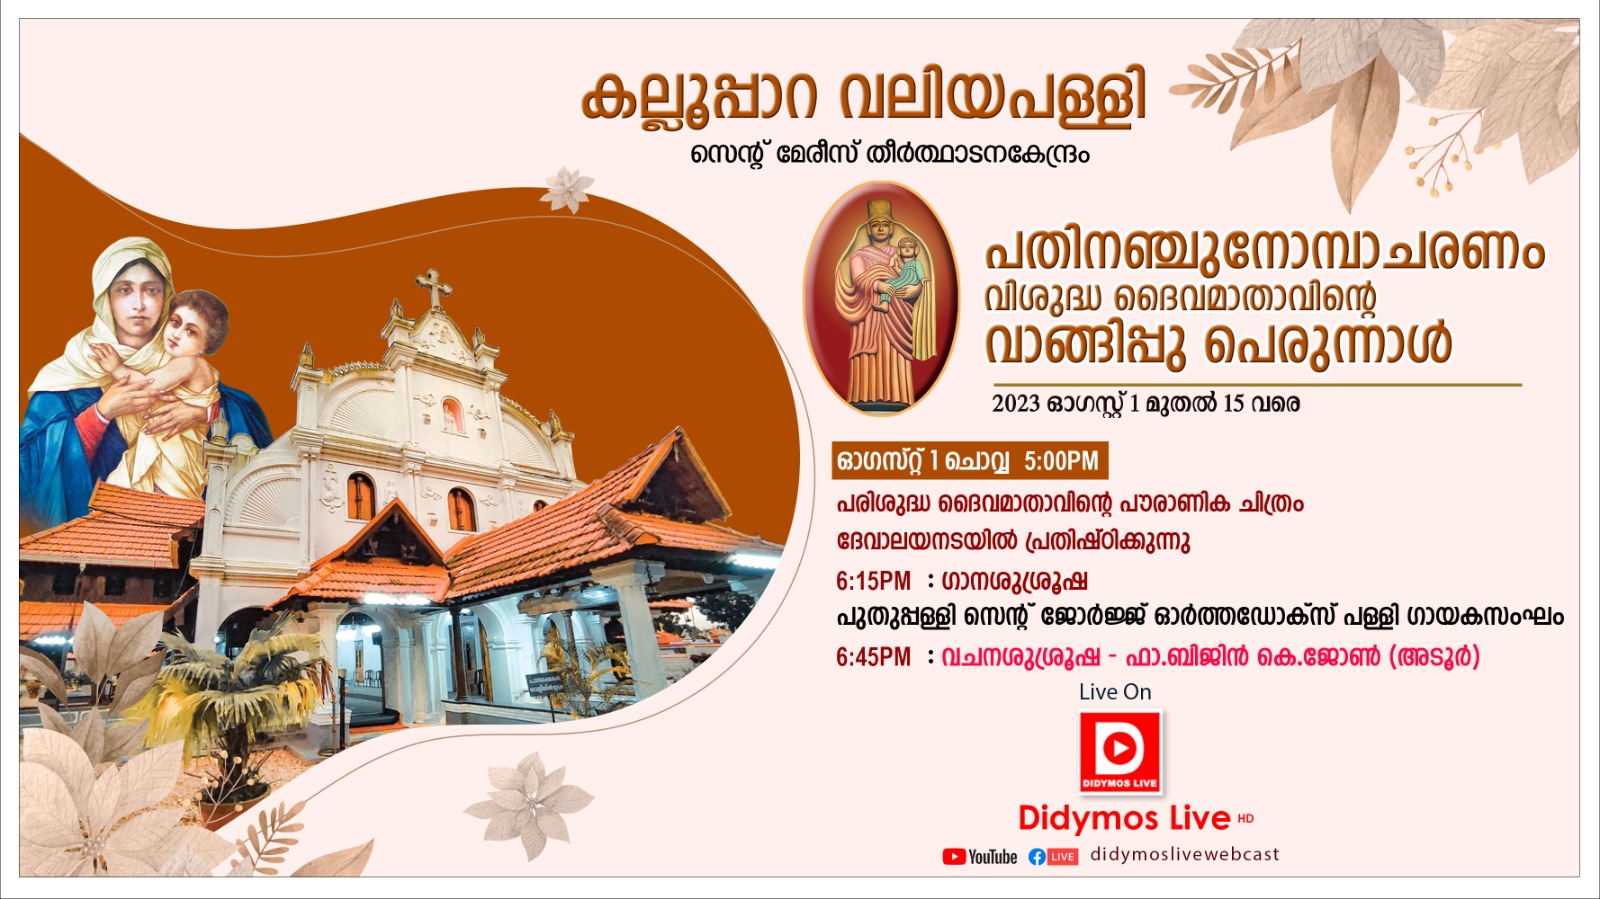 കല്ലൂപ്പാറ വലിയപള്ളി
സെന്റ് മേരീസ് തീർത്ഥാടനകേന്ദ്രം
പതിനഞ്ചുനോമ്പാചരണം
വിശുദ്ധ ദൈവമാതാവിന്റെ
വാങ്ങിപ്പു പെരുന്നാൾ
2023 ഓഗസ്റ്റ് 1 മുതൽ 15 വരെ
ഓഗസ്റ്റ് 1 ചൊവ്വ 5:00PM
പരിശുദ്ധ ദൈവമാതാവിന്റെ പൗരാണിക ചിത്രം
ദേവാലയനടയിൽ പ്രതിഷ്ഠിക്കുന്നു
6:15PM : ഗാനശുശ്രൂഷ
പുതുപ്പള്ളി സെന്റ് ജോർജ്ജ് ഓർത്തഡോക്സ് പള്ളി ഗായകസംഘം
6:45PM : വചനശുശ്രൂഷ - ഫാ.ബിജിൻ കെ.ജോൺ (അടൂർ)
Live On
DIDYMOS LIVE
Didymos Live HD
YouTube LIVE didymoslivewebcast